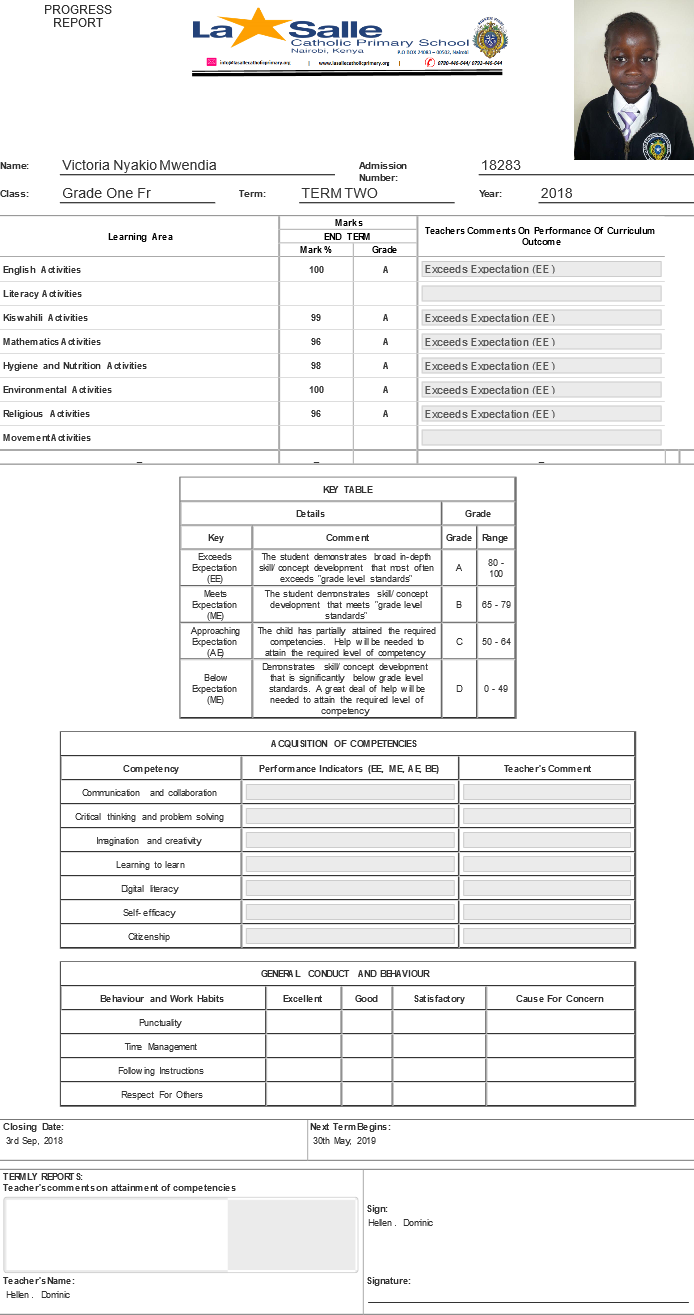 PROGRESS
REPORT
La Salle
Catholic Primary School
Nairobi, Kenya
P.O BOX 24083 – 00502, Nairobi
info@lasallecatholicprimary.org | www.lasallecatholicprimary.org | 0780-446-044/ 0792-446-044
Name: Victoria Nyakio Mwendia Admission Number: 18283
Class: Grade One Fr Term: TERM TWO Year: 2018
Learning Area Marks Teachers Comments On Performance Of Curriculum Outcome
END TERM
Mark % Grade
English Activities 100 A Exceeds Expectation (EE )
Literacy Activities
Kiswahili Activities 99 A Exceeds Expectation (EE )
Mathematics Activities 96 A Exceeds Expectation (EE )
Hygiene and Nutrition Activities 98 A Exceeds Expectation (EE )
Environmental Activities 100 A Exceeds Expectation (EE )
Religious Activities 96 A Exceeds Expectation (EE )
Movement Activities
KEY TABLE
Details Grade
Key Comment Grade Range
Exceeds Expectation (EE) The student demonstrates broad in-depth skill/ concept development that most often exceeds "grade level standards" A 80 - 100
Meets Expectation (ME) The student demonstrates skill/ concept development that meets "grade level standards" B 65 - 79
Approaching Expectation (AE) The child has partially attained the required competencies. Help will be needed to attain the required level of competency C 50 - 64
Below Expectation (ME) Demonstrates skill/ concept development that is significantly below grade level standards. A great deal of help will be needed to attain the required level of competency D 0 - 49
ACQUISITION OF COMPETENCIES
Competency Performance Indicators (EE, ME, AE, BE) Teacher's Comment
Communication and collaboration
Critical thinking and problem solving
Imagination and creativity
Learning to learn
Digital literacy
Self- efficacy
Citizenship
GENERAL CONDUCT AND BEHAVIOUR
Behaviour and Work Habits Excellent Good Satisfactory Cause For Concern
Punctuality
Time Management
Following Instructions
Respect For Others
Closing Date: Next Term Begins:
3rd Sep, 2018 30th May, 2019
TERMLY REPORTS:
Teacher's comments on attainment of competencies
Sign:
Hellen . Dominic
Teacher's Name: Signature:
Hellen . Dominic